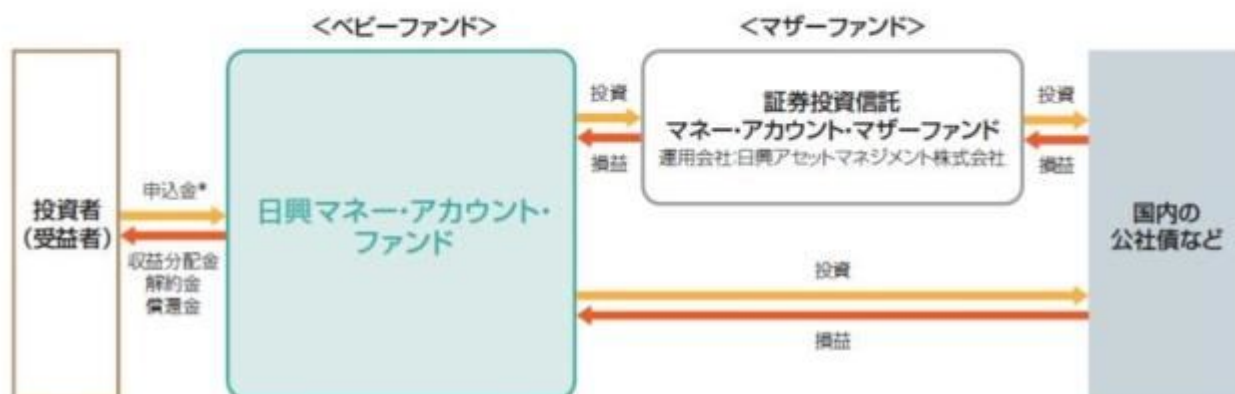 <ベビーファンド>
<マザーファンド>
投資者
(受益者)
申込金*
収益分配金
解約金
償還金
日興マネー・アカウント・
ファンド
投資
損益
証券投資信託
マネー・アカウント・マザーファンド
運用会社:日興アセットマネジメント株式会社
投資
損益
投資
損益
国内の
公社債など